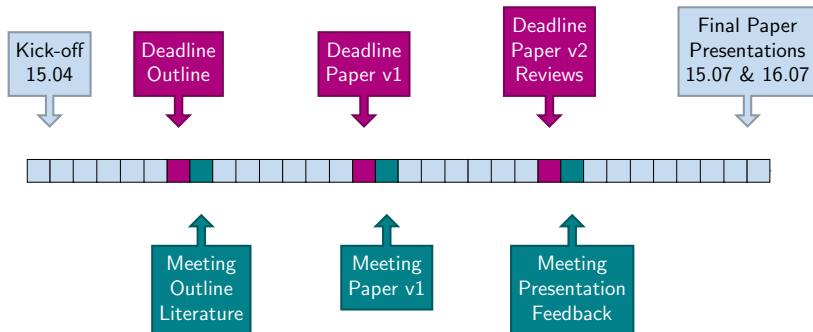 Kick-off
15.04
Deadline
Outline
Deadline
Paper v1
Deadline
Paper v2
Reviews
Final Paper
Presentations
15.07 & 16.07
Meeting
Outline
Literature
Meeting
Paper v1
Meeting
Presentation
Feedback